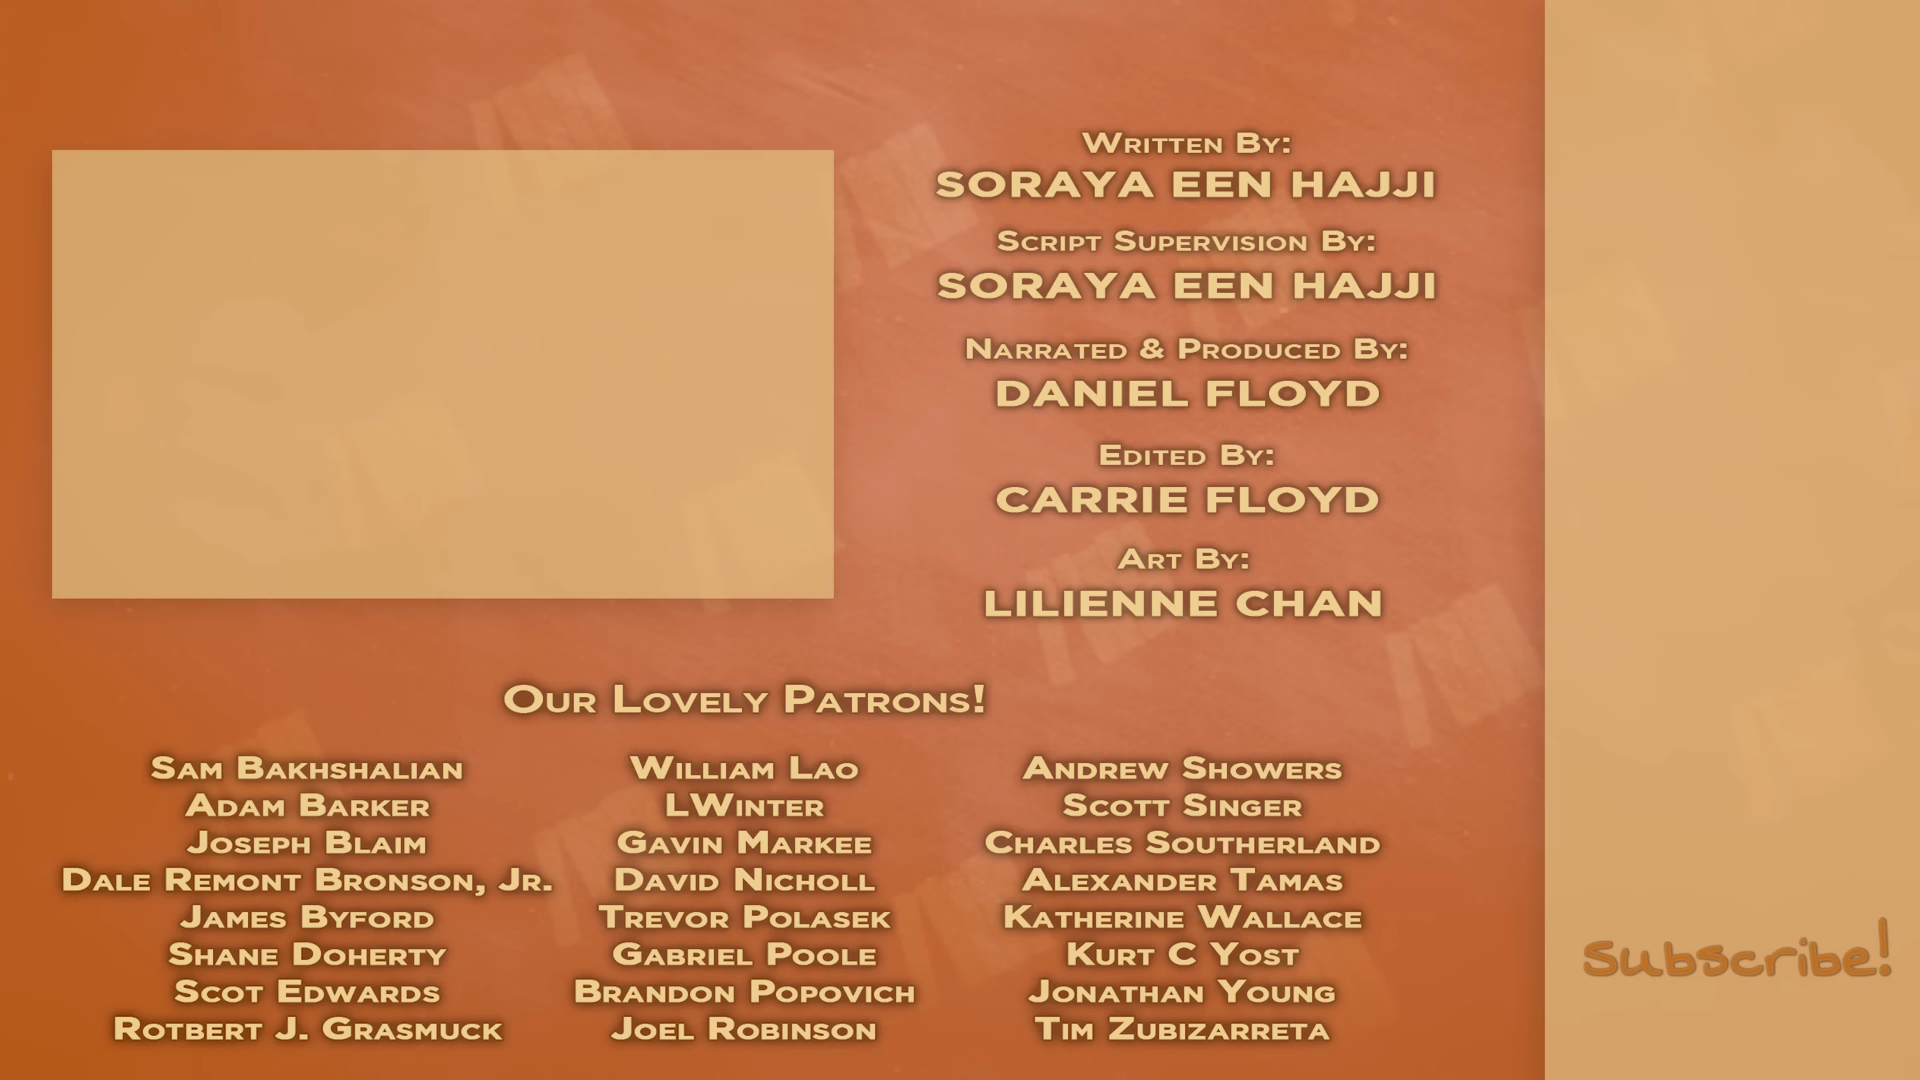 Written By:
SORAYA EEN HAJJI
Script Supervision By:
SORAYA EEN HAJJI
Narrated & Produced By:
DANIEL FLOYD
Edited By:
CARRIE FLOYD
Art By:
LILIENNE CHAN
Our Lovely Patrons!
Sam Bakhshalian
Adam Barker
Joseph Blaim
Dale Remont Bronson, Jr.
James Byford
Shane Doherty
Scot Edwards
Rotbert J. Grasmuck
William Lao
LWinter
Gavin Markee
David Nicholl
Trevor Polasek
Gabriel Poole
Brandon Popovich
Joel Robinson
Andrew Showers
Scott Singer
Charles Southerland
Alexander Tamas
Katherine Wallace
Kurt C Yost
Jonathan Young
Tim Zubizarreta
Subscribe!